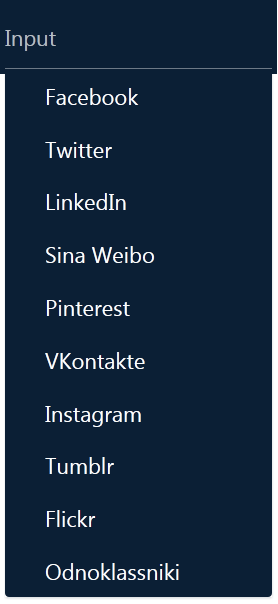 Input
Facebook
Twitter
LinkedIn
Sina Weibo
Pinterest
VKontakte
Instagram
Tumblr
Flickr
Odnoklassniki